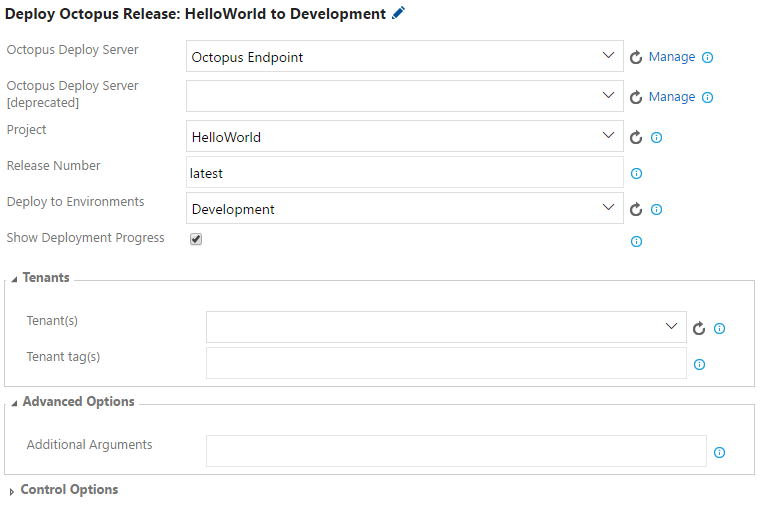 Deploy Octopus Release: HelloWorld to Development
Octopus Deploy Server
Octopus Endpoint
Manage
Octopus Deploy Server
[deprecated]
Manage
Project
HelloWorld
Release Number
latest
Deploy to Environments
Development
Show Deployment Progress
Tenants
Tenant(s)
Tenant tag(s)
Advanced Options
Additional Arguments
Control Options